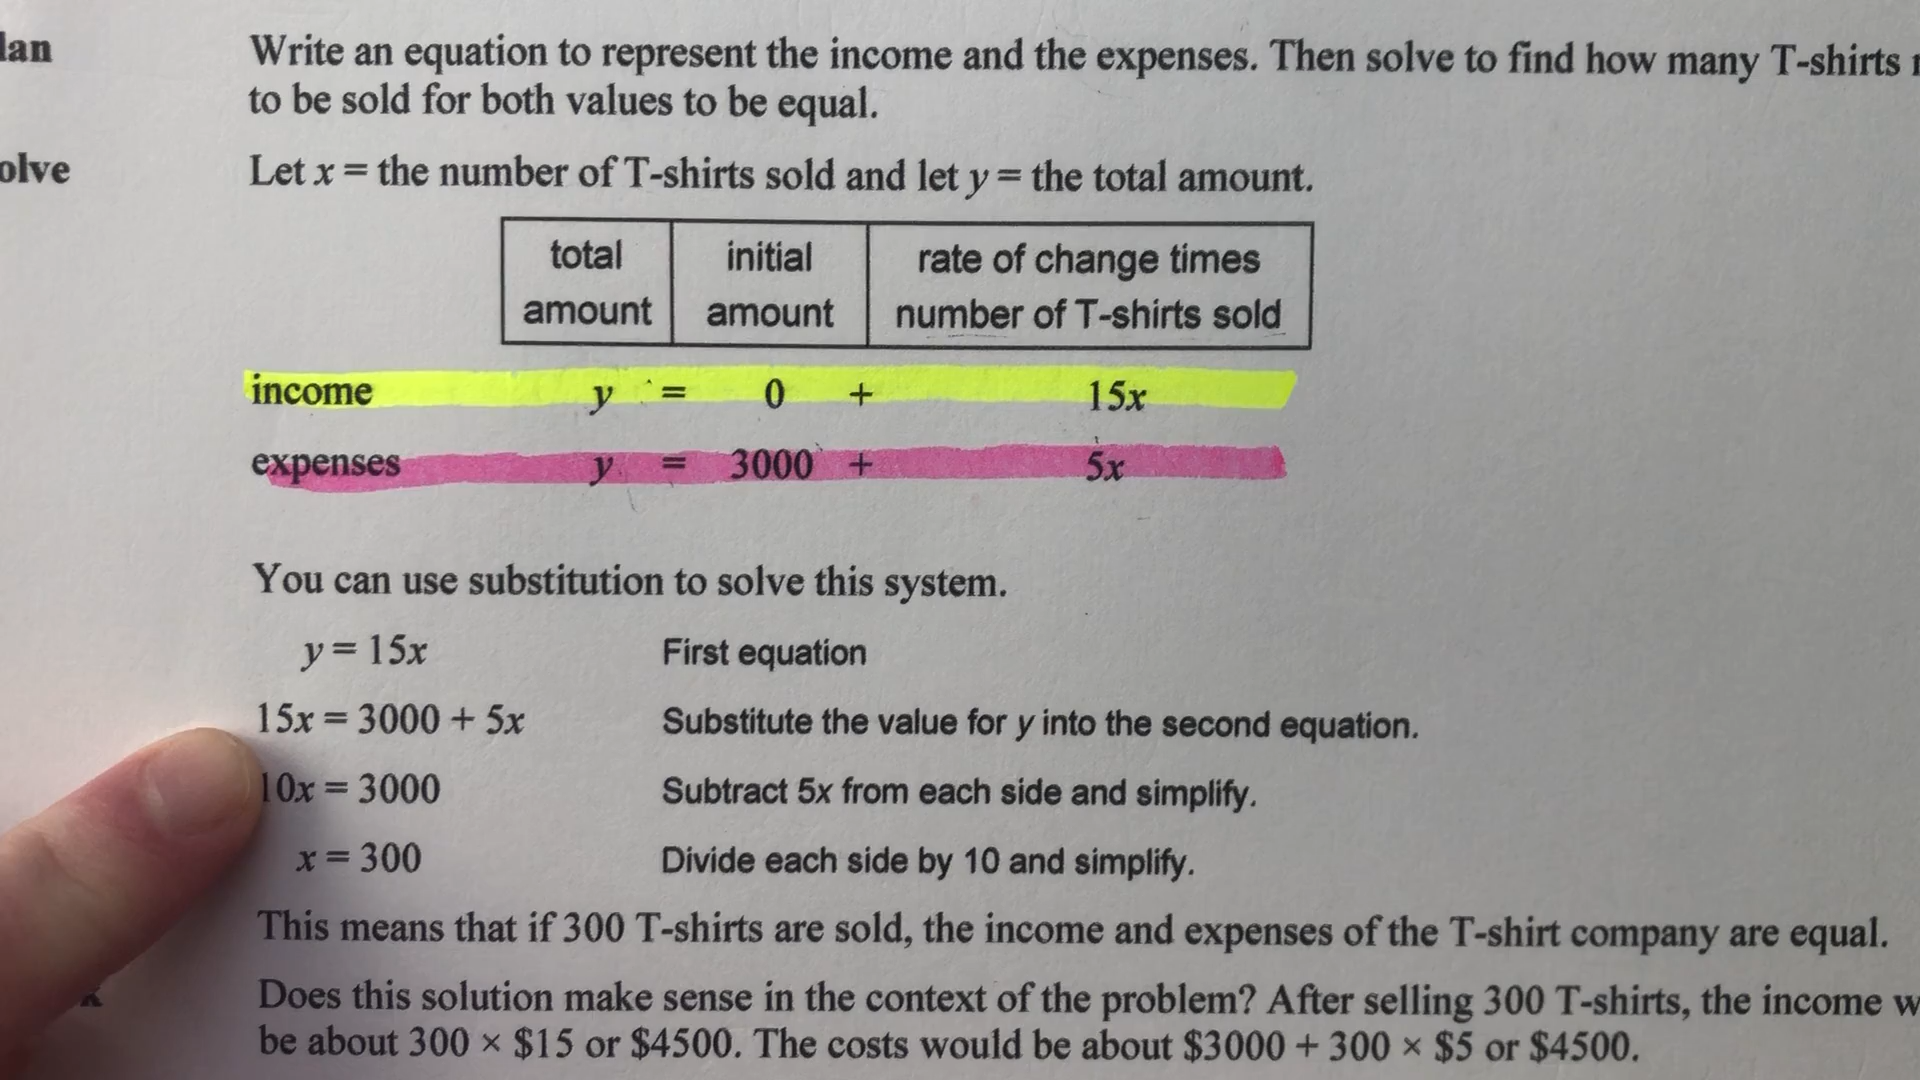 Write an equation to represent the income and the expenses. Then solve to find how many T-shirts
to be sold for both values to be equal.
olve
Let x = the number of T-shirts sold and let y = the total amount.
total amount | initial amount | rate of change times number of T-shirts sold
income y = 0 + 15x
expenses y = 3000 + 5x
You can use substitution to solve this system.
y = 15x First equation
15x = 3000 + 5x Substitute the value for y into the second equation.
10x = 3000 Subtract 5x from each side and simplify.
x = 300 Divide each side by 10 and simplify.
This means that if 300 T-shirts are sold, the income and expenses of the T-shirt company are equal.
Does this solution make sense in the context of the problem? After selling 300 T-shirts, the income
be about 300 × $15 or $4500. The costs would be about $3000 + 300 × $5 or $4500.